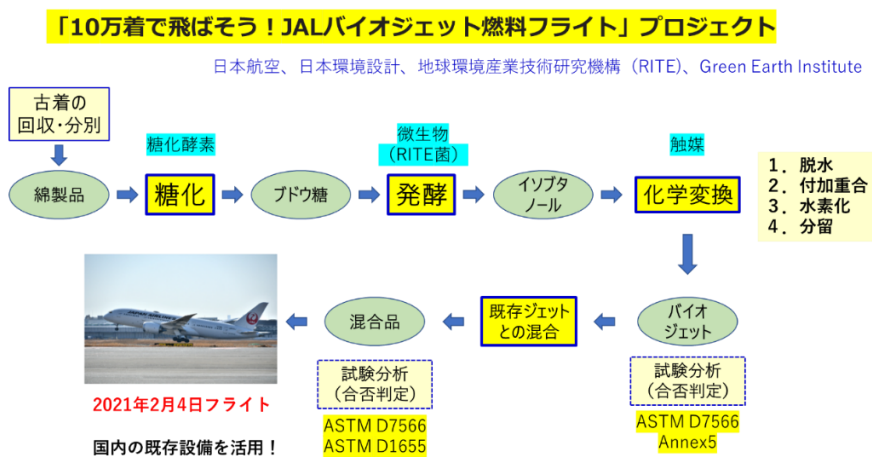 「10万着で飛ばそう！JALバイオジェット燃料フライト」プロジェクト
日本航空、日本環境設計、地球環境産業技術研究機構（RITE)、Green Earth Institute
古着の
回収・分別
綿製品
糖化酵素
糖化
ブドウ糖
微生物
（RITE菌）
発酵
イソブタ
ノール
触媒
化学変換
1．脱水
2．付加重合
3．水素化
4．分留
バイオ
ジェット
試験分析
（合否判定）
ASTM D7566
Annex5
既存ジェット
との混合
混合品
試験分析
（合否判定）
ASTM D7566
ASTM D1655
JAPAN AIRLINES
2021年2月4日フライト
国内の既存設備を活用！